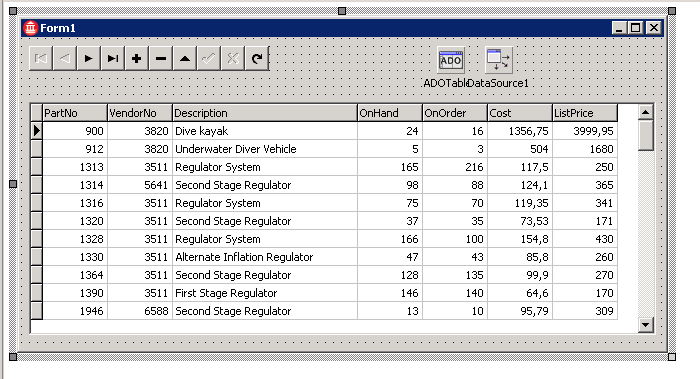 Form1
ADO
ADOTableDataSource1
PartNo VendorNo Description OnHand OnOrder Cost ListPrice
900 3820 Dive kayak 24 16 1356,75 3999,95
912 3820 Underwater Diver Vehicle 5 3 504 1680
1313 3511 Regulator System 165 216 117,5 250
1314 5641 Second Stage Regulator 98 88 124,1 365
1316 3511 Regulator System 75 70 119,35 341
1320 3511 Second Stage Regulator 37 35 73,53 171
1328 3511 Regulator System 166 100 154,8 430
1330 3511 Alternate Inflation Regulator 47 43 85,8 260
1364 3511 Second Stage Regulator 128 135 99,9 270
1390 3511 First Stage Regulator 146 140 64,6 170
1946 6588 Second Stage Regulator 13 10 95,79 309